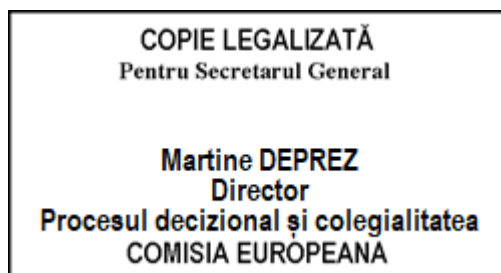 COPIE LEGALIZATĂ
Pentru Secretarul General
Martine DEPREZ
Director
Procesul decizional și colegialitatea
COMISIA EUROPEANA